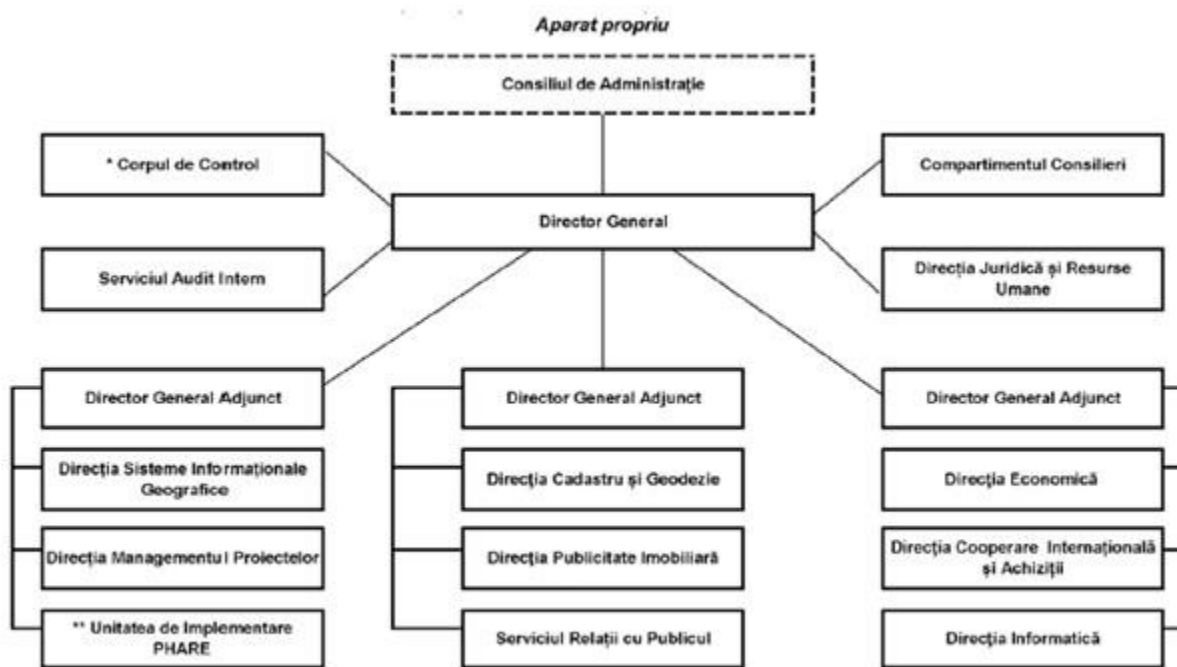 Aparat propriu
Consiliul de Administrație
* Corpul de Control
Compartimentul Consilieri
Director General
Serviciul Audit Intern
Direcția Juridică și Resurse
Umane
Director General Adjunct
Director General Adjunct
Director General Adjunct
Direcția Sisteme Informaționale
Geografice
Direcția Cadastru și Geodezie
Direcția Economică
Direcția Managementul Proiectelor
Direcția Publicitate Imobiliară
Direcția Cooperare Internațională
și Achiziții
** Unitatea de Implementare
PHARE
Serviciul Relații cu Publicul
Direcția Informatică